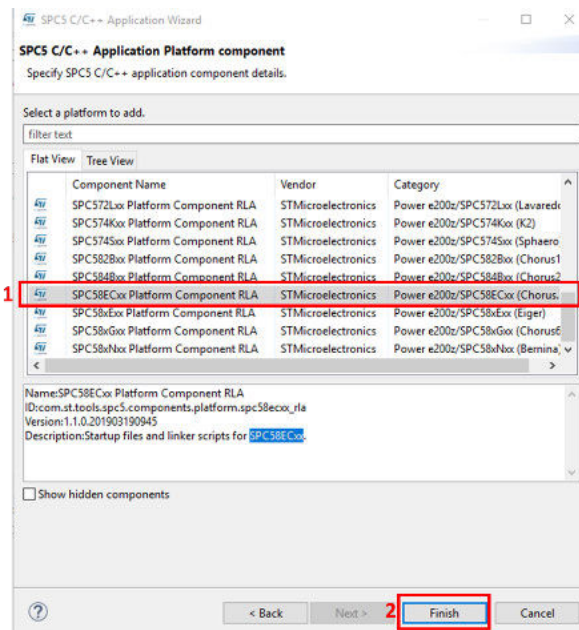 SPC5 C/C++ Application Wizard
SPC5 C/C++ Application Platform component
Specify SPC5 C/C++ application component details.
Select a platform to add.
filter text
Flat View Tree View
Component Name Vendor Category
SPC572Lxx Platform Component RLA STMicroelectronics Power e200z/SPC572Lxx (Lavared
SPC574Kxx Platform Component RLA STMicroelectronics Power e200z/SPC574Kxx (K2)
SPC574Sxx Platform Component RLA STMicroelectronics Power e200z/SPC574Sxx (Sphaero
SPC582Bxx Platform Component RLA STMicroelectronics Power e200z/SPC582Bxx (Chorus1
SPC584Bxx Platform Component RLA STMicroelectronics Power e200z/SPC584Bxx (Chorus2
1 SPC58ECxx Platform Component RLA STMicroelectronics Power e200z/SPC58ECxx (Chorus.
SPC58xExx Platform Component RLA STMicroelectronics Power e200z/SPC58xExx (Eiger)
SPC58xGxx Platform Component RLA STMicroelectronics Power e200z/SPC58xGxx (Chorus6
SPC58xNxx Platform Component RLA STMicroelectronics Power e200z/SPC58xNxx (Bernina)
Name:SPC58ECxx Platform Component RLA
ID:com.st.tools.spc5.components.platform.spc58ecxx_rla
Version:1.1.0.201903190945
Description:Startup files and linker scripts for SPC58ECxx.
Show hidden components
< Back Next > 2 Finish Cancel